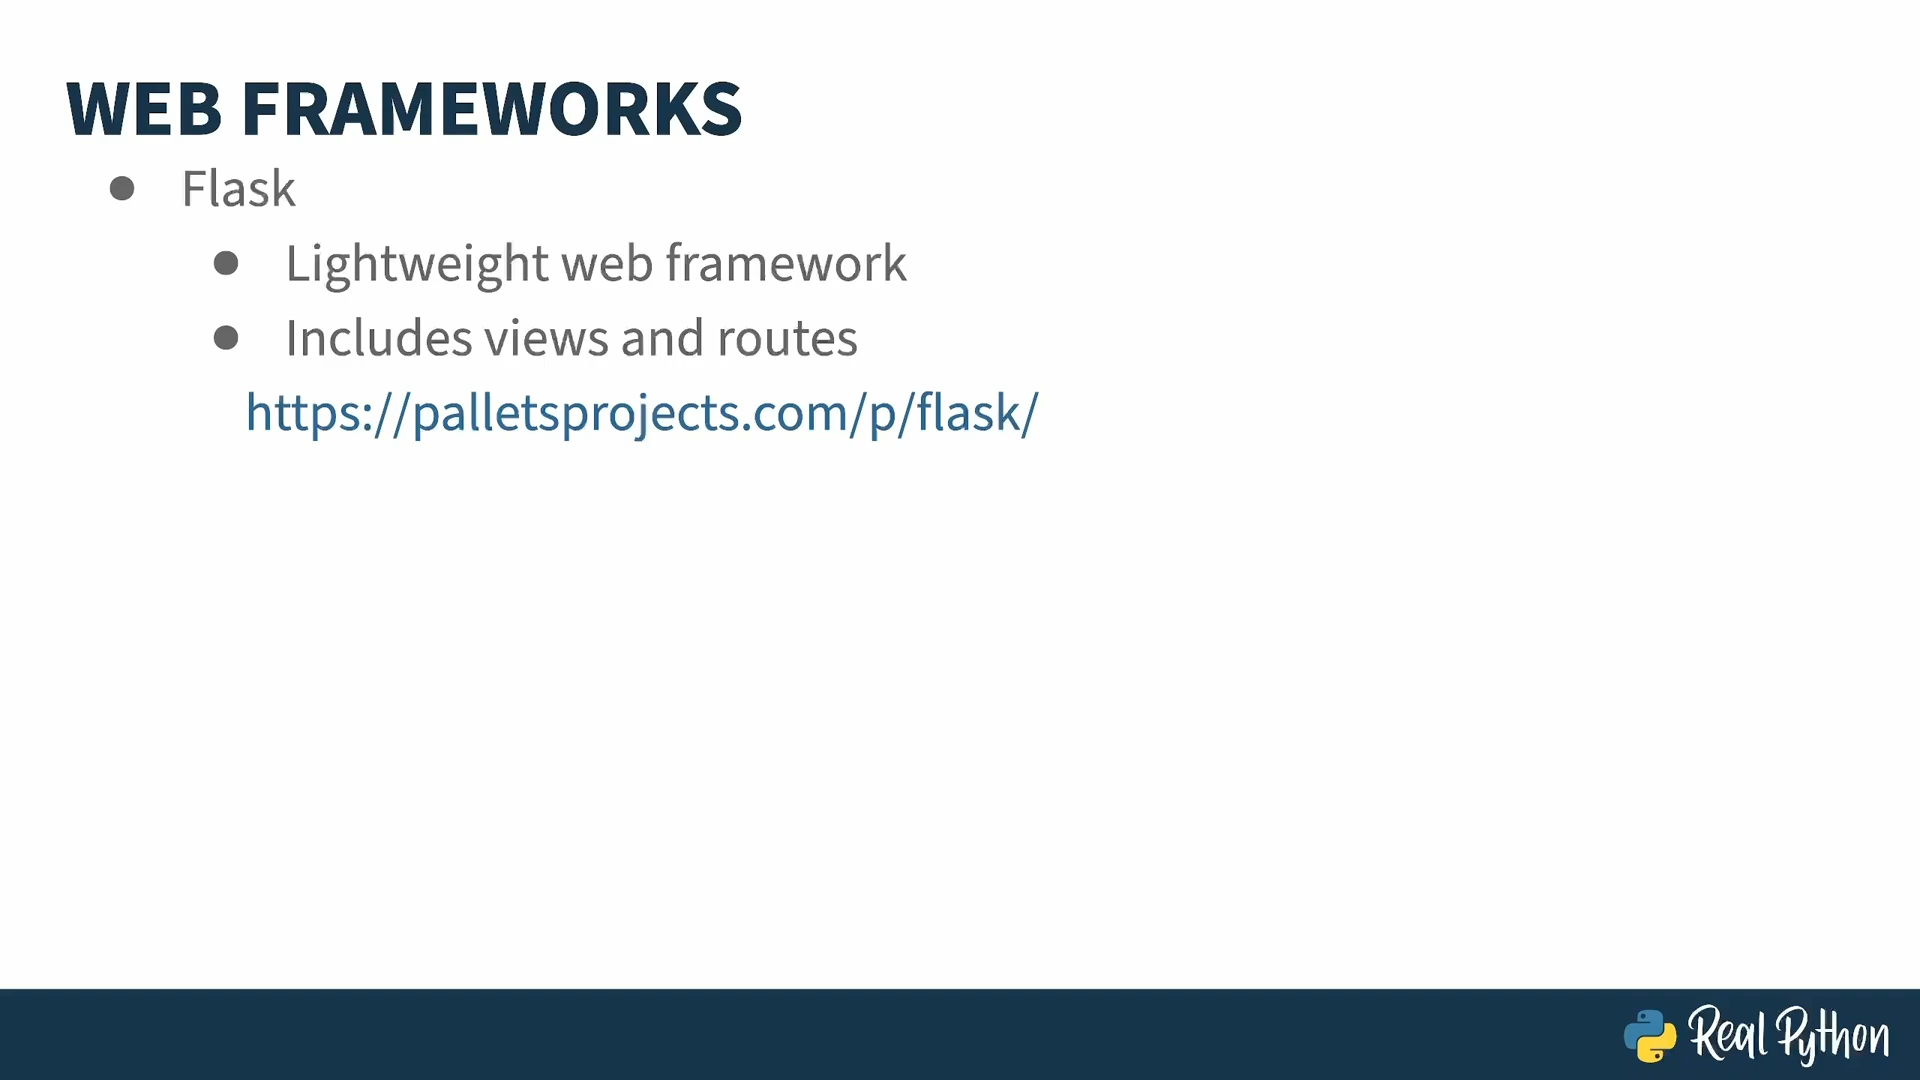 WEB FRAMEWORKS
● Flask
● Lightweight web framework
● Includes views and routes
https://palletsprojects.com/p/flask/
Real Python